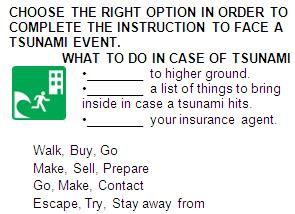 CHOOSE THE RIGHT OPTION IN ORDER TO
COMPLETE THE INSTRUCTION TO FACE A
TSUNAMI EVENT.
WHAT TO DO IN CASE OF TSUNAMI
•________ to higher ground.
•________ a list of things to bring
inside in case a tsunami hits.
•________ your insurance agent.
Walk, Buy, Go
Make, Sell, Prepare
Go, Make, Contact
Escape, Try, Stay away from